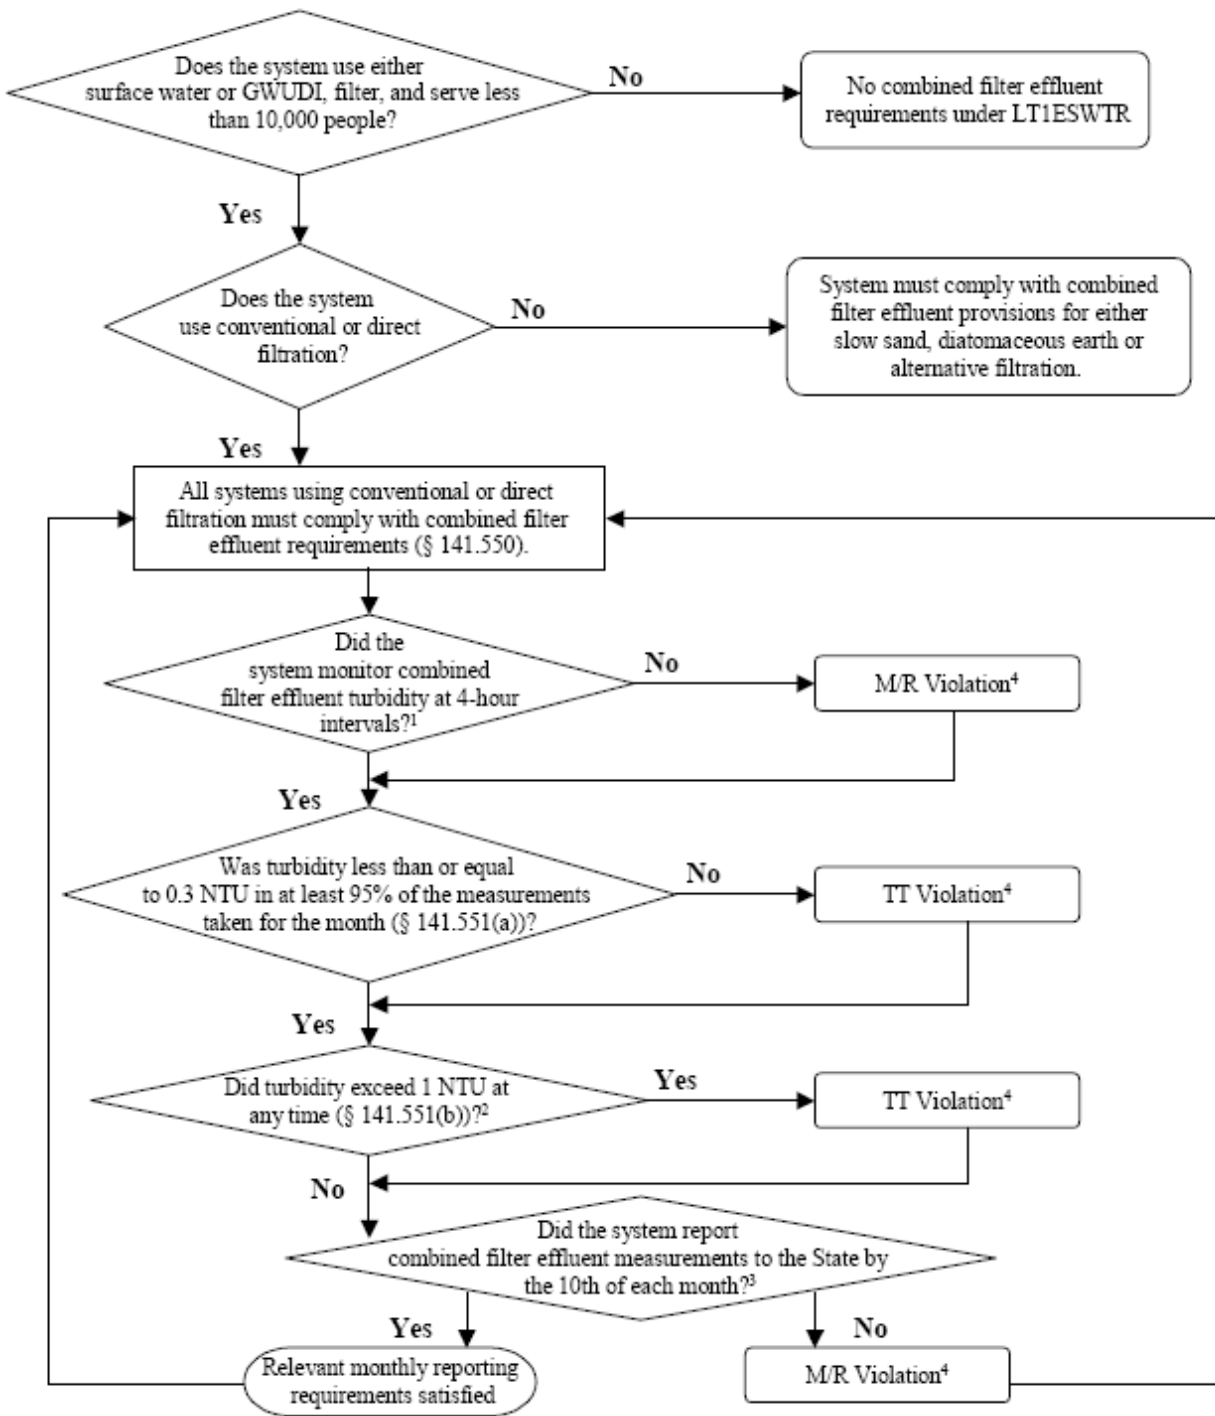 Does the system use either
surface water or GWUDI, filter, and serve less
than 10,000 people?
No
No combined filter effluent
requirements under LT1ESWTR
Yes
Does the system
use conventional or direct
filtration?
No
System must comply with combined
filter effluent provisions for either
slow sand, diatomaceous earth or
alternative filtration.
Yes
All systems using conventional or direct
filtration must comply with combined filter
effluent requirements (§ 141.550).
Did the
system monitor combined
filter effluent turbidity at 4-hour
intervals?¹
No
M/R Violation⁴
Yes
Was turbidity less than or equal
to 0.3 NTU in at least 95% of the measurements
taken for the month (§ 141.551(a))?
No
TT Violation⁴
Yes
Did turbidity exceed 1 NTU at
any time (§ 141.551(b))?²
Yes
TT Violation⁴
No
Did the system report
combined filter effluent measurements to the State by
the 10th of each month?³
Yes
No
Relevant monthly reporting
requirements satisfied
M/R Violation⁴